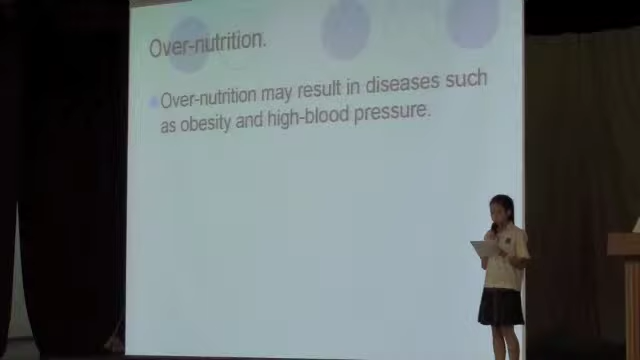 Over-nutrition.
Over-nutrition may result in diseases such
as obesity and high-blood pressure.